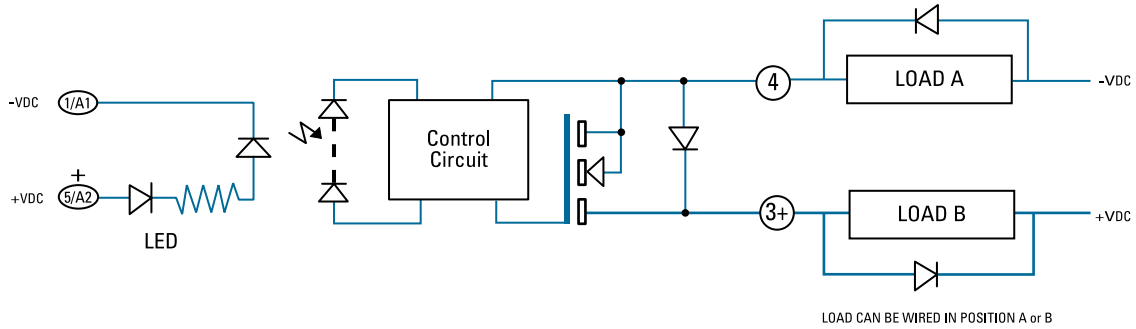 -VDC
1/A1
+
+VDC
5/A2
LED
Control
Circuit
4
LOAD A
-VDC
3+
LOAD B
+VDC
LOAD CAN BE WIRED IN POSITION A or B